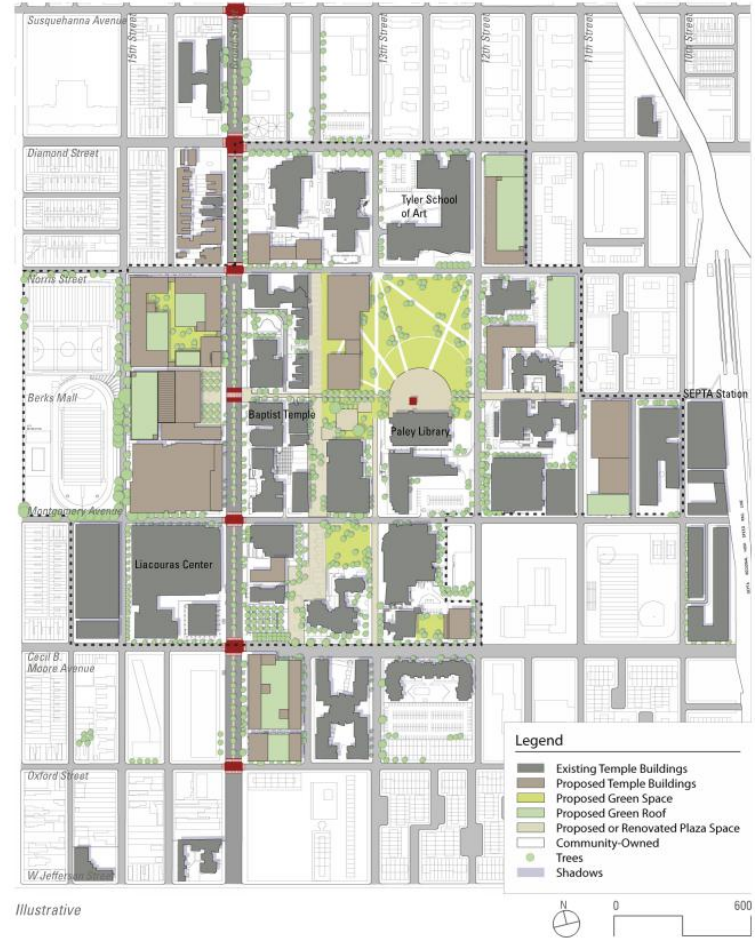 Susquehanna Avenue
15th Street
13th Street
12th Street
11th Street
10th Street
Diamond Street
Tyler School
of Art
Norris Street
Berks Mall
Baptist Temple
Paley Library
SEPTA Station
Montgomery Avenue
Liacouras Center
Cecil B.
Moore Avenue
Oxford Street
W Jefferson Street
Legend
Existing Temple Buildings
Proposed Temple Buildings
Proposed Green Space
Proposed Green Roof
Proposed or Renovated Plaza Space
Community-Owned
Trees
Shadows
Illustrative
N
0
600